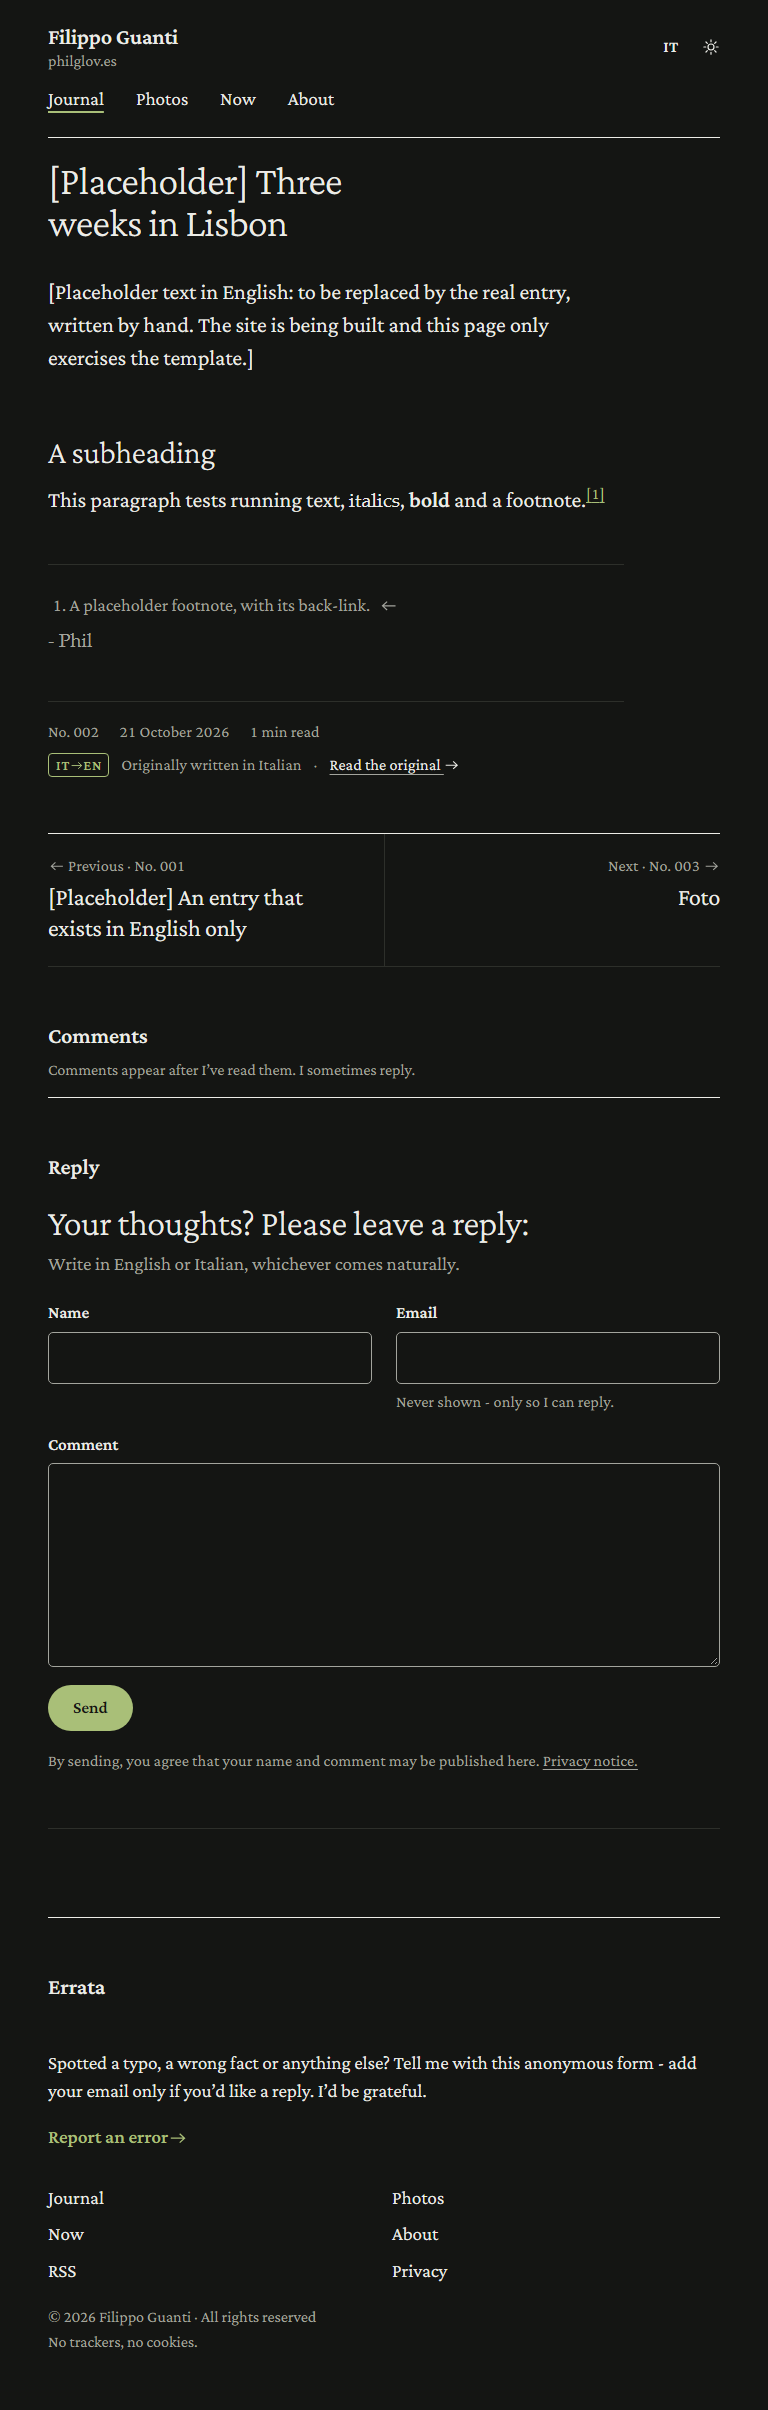 Filippo Guanti
philglov.es
IT
Journal Photos Now About
[Placeholder] Three
weeks in Lisbon
[Placeholder text in English: to be replaced by the real entry,
written by hand. The site is being built and this page only
exercises the template.]
A subheading
This paragraph tests running text, italics, bold and a footnote.[1]
1. A placeholder footnote, with its back-link. ←
- Phil
No. 002 21 October 2026 1 min read
IT→EN Originally written in Italian · Read the original →
← Previous · No. 001
[Placeholder] An entry that
exists in English only
Next · No. 003 →
Foto
Comments
Comments appear after I’ve read them. I sometimes reply.
Reply
Your thoughts? Please leave a reply:
Write in English or Italian, whichever comes naturally.
Name
Email
Never shown - only so I can reply.
Comment
Send
By sending, you agree that your name and comment may be published here. Privacy notice.
Errata
Spotted a typo, a wrong fact or anything else? Tell me with this anonymous form - add
your email only if you’d like a reply. I’d be grateful.
Report an error→
Journal Photos
Now About
RSS Privacy
© 2026 Filippo Guanti · All rights reserved
No trackers, no cookies.